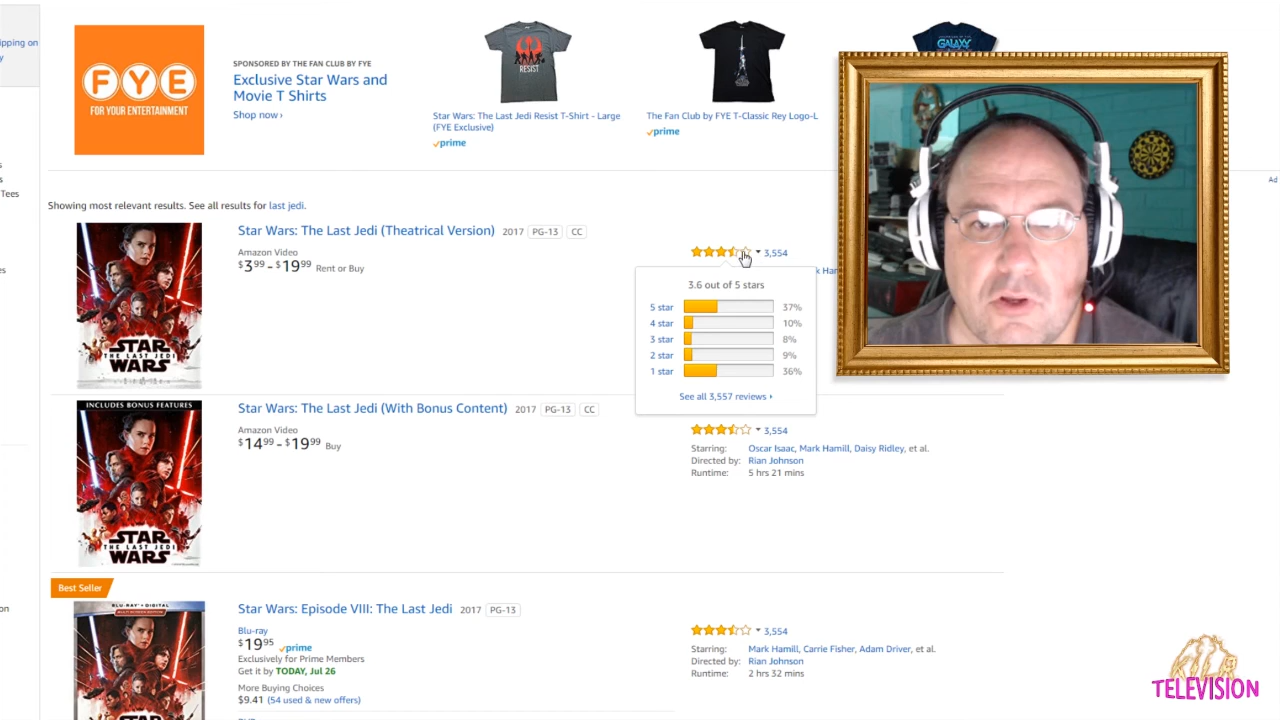 ipping on
y
s
s
Tees
s
on
FYE
FOR YOUR ENTERTAINMENT
SPONSORED BY THE FAN CLUB BY FYE
Exclusive Star Wars and
Movie T Shirts
Shop now ›
RESIST
Star Wars: The Last Jedi Resist T-Shirt - Large
(FYE Exclusive)
prime
The Fan Club by FYE T-Classic Rey Logo-L
prime
GALAXY
Ad
Showing most relevant results. See all results for last jedi.
STAR
THE LAST JEDI
WARS
Star Wars: The Last Jedi (Theatrical Version) 2017 PG-13 CC
Amazon Video
$3.99 - $19.99 Rent or Buy
3,554
k Ham
3.6 out of 5 stars
5 star 37%
4 star 10%
3 star 8%
2 star 9%
1 star 36%
See all 3,557 reviews ›
INCLUDES BONUS FEATURES
STAR
THE LAST JEDI
WARS
Star Wars: The Last Jedi (With Bonus Content) 2017 PG-13 CC
Amazon Video
$14.99 - $19.99 Buy
3,554
Starring: Oscar Isaac, Mark Hamill, Daisy Ridley, et al.
Directed by: Rian Johnson
Runtime: 5 hrs 21 mins
Best Seller
BLU-RAY + DIGITAL
Star Wars: Episode VIII: The Last Jedi 2017 PG-13
Blu-ray
$19.95 prime
Exclusively for Prime Members
Get it by TODAY, Jul 26
More Buying Choices
$9.41 (54 used & new offers)
3,554
Starring: Mark Hamill, Carrie Fisher, Adam Driver, et al.
Directed by: Rian Johnson
Runtime: 2 hrs 32 mins
KILR
TELEVISION